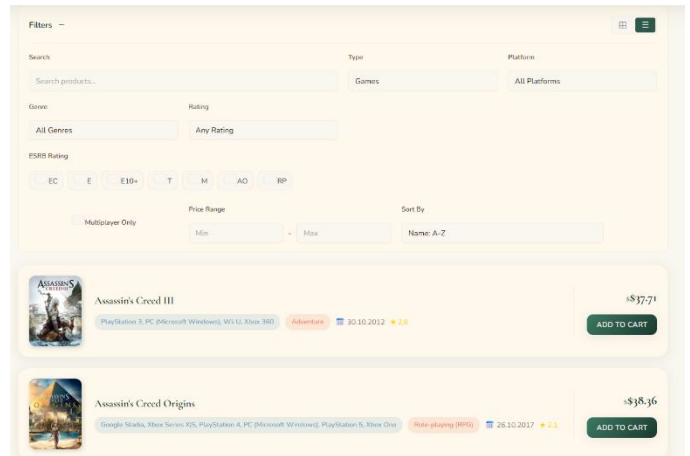 Filters −
Search
Type
Platform
Search products...
Games
All Platforms
Genre
Rating
All Genres
Any Rating
ESRB Rating
EC E E10+ T M AO RP
Multiplayer Only
Price Range
Sort By
Min - Max
Name: A-Z
ASSASSIN'S
CREED III
Assassin's Creed III
$$37.71
PlayStation 3, PC (Microsoft Windows), Wii U, Xbox 360
Adventure
30.10.2012
ADD TO CART
ORIGINS
Assassin's Creed Origins
$$38.36
Google Stadia, Xbox Series X|S, PlayStation 4, PC (Microsoft Windows), PlayStation 5, Xbox One
Role-playing (RPG)
26.10.2017
★ 2.1
ADD TO CART